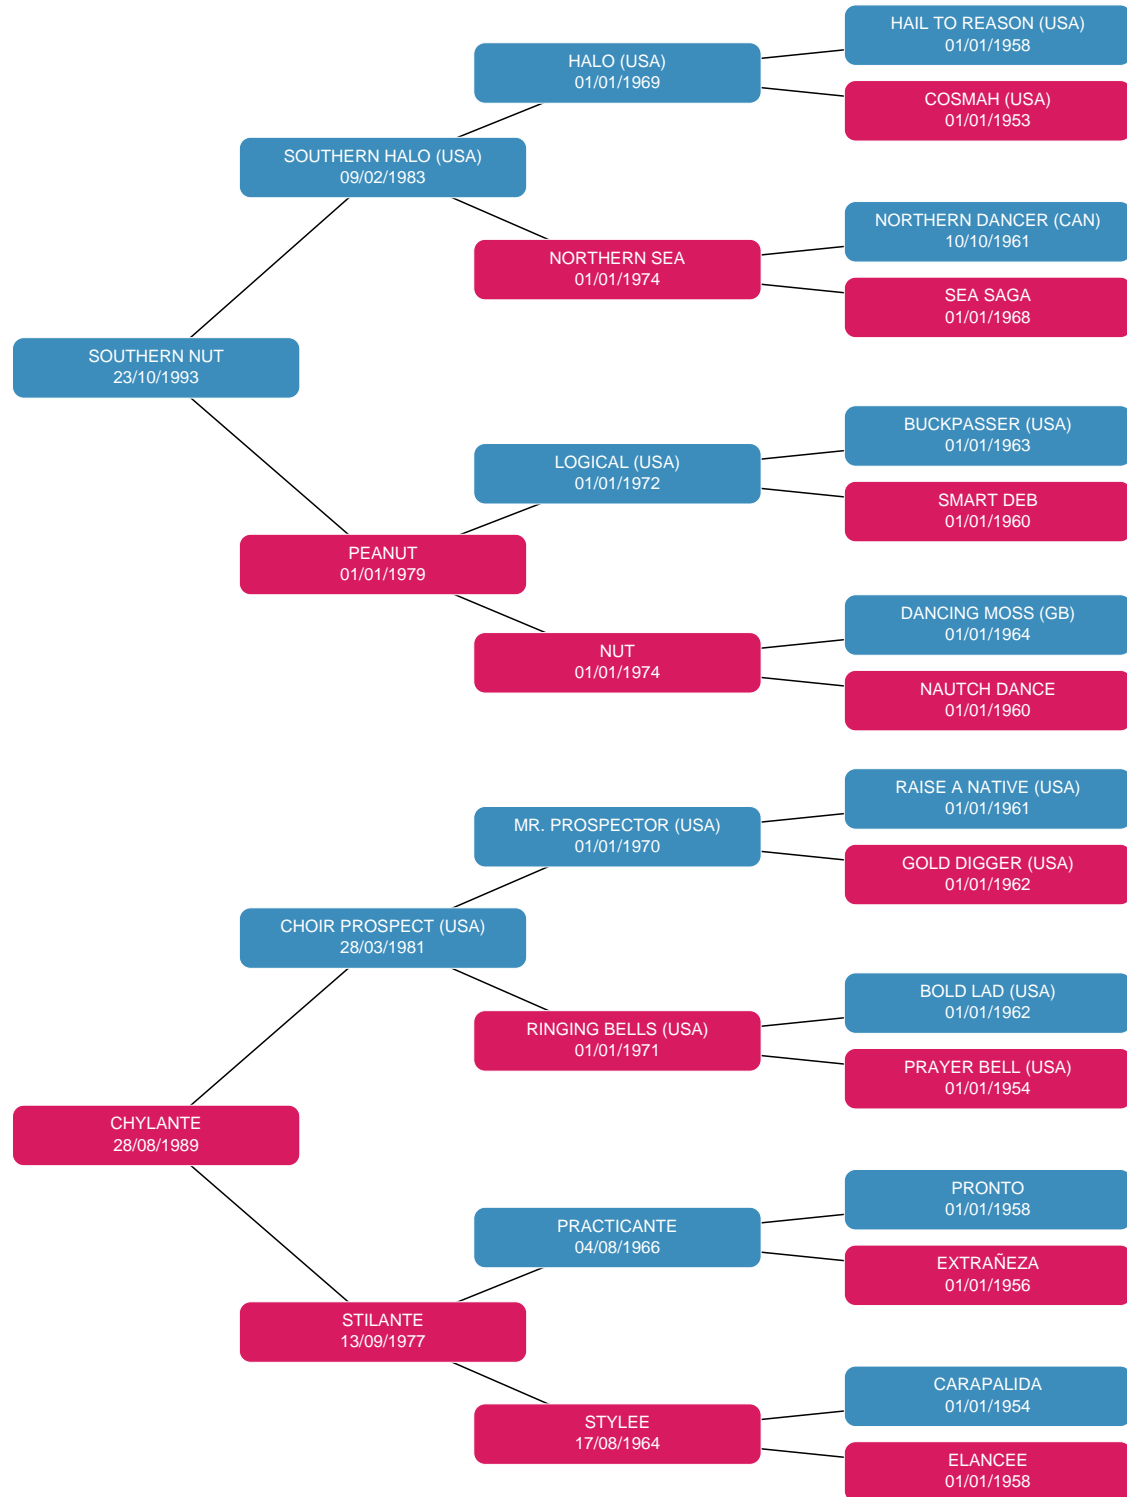 HAIL TO REASON (USA)
01/01/1958
HALO (USA)
01/01/1969
COSMAH (USA)
01/01/1953
SOUTHERN HALO (USA)
09/02/1983
NORTHERN DANCER (CAN)
10/10/1961
NORTHERN SEA
01/01/1974
SEA SAGA
01/01/1968
SOUTHERN NUT
23/10/1993
BUCKPASSER (USA)
01/01/1963
LOGICAL (USA)
01/01/1972
SMART DEB
01/01/1960
PEANUT
01/01/1979
DANCING MOSS (GB)
01/01/1964
NUT
01/01/1974
NAUTCH DANCE
01/01/1960
RAISE A NATIVE (USA)
01/01/1961
MR. PROSPECTOR (USA)
01/01/1970
GOLD DIGGER (USA)
01/01/1962
CHOIR PROSPECT (USA)
28/03/1981
BOLD LAD (USA)
01/01/1962
RINGING BELLS (USA)
01/01/1971
PRAYER BELL (USA)
01/01/1954
CHYLANTE
28/08/1989
PRONTO
01/01/1958
PRACTICANTE
04/08/1966
EXTRAÑEZA
01/01/1956
STILANTE
13/09/1977
CARAPALIDA
01/01/1954
STYLEE
17/08/1964
ELANCEE
01/01/1958